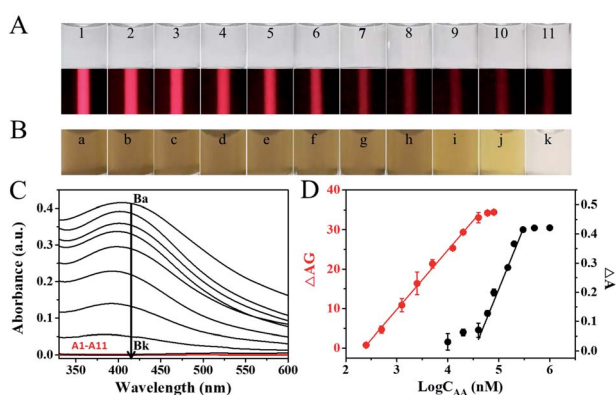 A
1 2 3 4 5 6 7 8 9 10 11
B
a b c d e f g h i j k
C
0.4
0.3
0.2
0.1
0.0
Absorbance (a.u.)
Ba
A1-A11
Bk
350 400 450 500 550 600
Wavelength (nm)
D
40
30
20
10
0
△AG
0.5
0.4
0.3
0.2
0.1
0.0
△A
2 3 4 5 6
LogC_AA (nM)